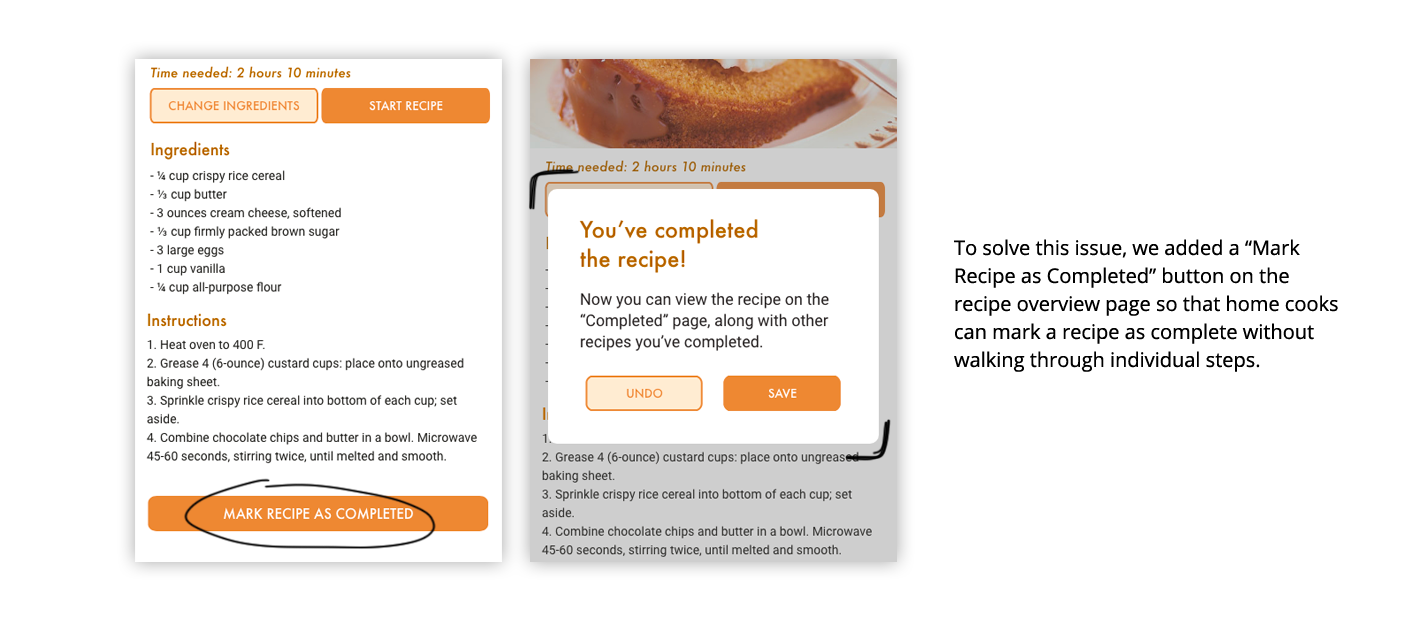 Time needed: 2 hours 10 minutes
CHANGE INGREDIENTS
START RECIPE
Ingredients
- ¼ cup crispy rice cereal
- ⅓ cup butter
- 3 ounces cream cheese, softened
- ⅓ cup firmly packed brown sugar
- 3 large eggs
- 1 cup vanilla
- ¼ cup all-purpose flour
Instructions
1. Heat oven to 400 F.
2. Grease 4 (6-ounce) custard cups: place onto ungreased
baking sheet.
3. Sprinkle crispy rice cereal into bottom of each cup; set
aside.
4. Combine chocolate chips and butter in a bowl. Microwave
45-60 seconds, stirring twice, until melted and smooth.
MARK RECIPE AS COMPLETED
Time needed: 2 hours 10 minutes
You’ve completed
the recipe!
Now you can view the recipe on the
“Completed” page, along with other
recipes you’ve completed.
UNDO
SAVE
1.
2. Grease 4 (6-ounce) custard cups: place onto ungreased
baking sheet.
3. Sprinkle crispy rice cereal into bottom of each cup; set
aside.
4. Combine chocolate chips and butter in a bowl. Microwave
45-60 seconds, stirring twice, until melted and smooth.
To solve this issue, we added a “Mark
Recipe as Completed” button on the
recipe overview page so that home cooks
can mark a recipe as complete without
walking through individual steps.